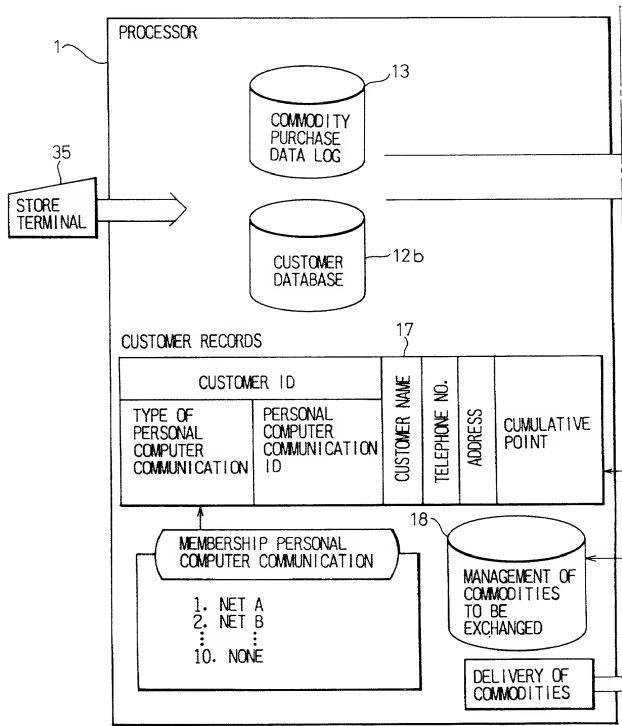 PROCESSOR
1
13
COMMODITY
PURCHASE
DATA LOG
35
STORE
TERMINAL
12b
CUSTOMER
DATABASE
CUSTOMER RECORDS
17
CUSTOMER ID
TYPE OF
PERSONAL
COMPUTER
COMMUNICATION
PERSONAL
COMPUTER
COMMUNICATION
ID
CUSTOMER NAME
TELEPHONE NO.
ADDRESS
CUMULATIVE
POINT
18
MEMBERSHIP PERSONAL
COMPUTER COMMUNICATION
1. NET A
2. NET B
⋮ ⋮
10. NONE
MANAGEMENT OF
COMMODITIES
TO BE
EXCHANGED
DELIVERY OF
COMMODITIES